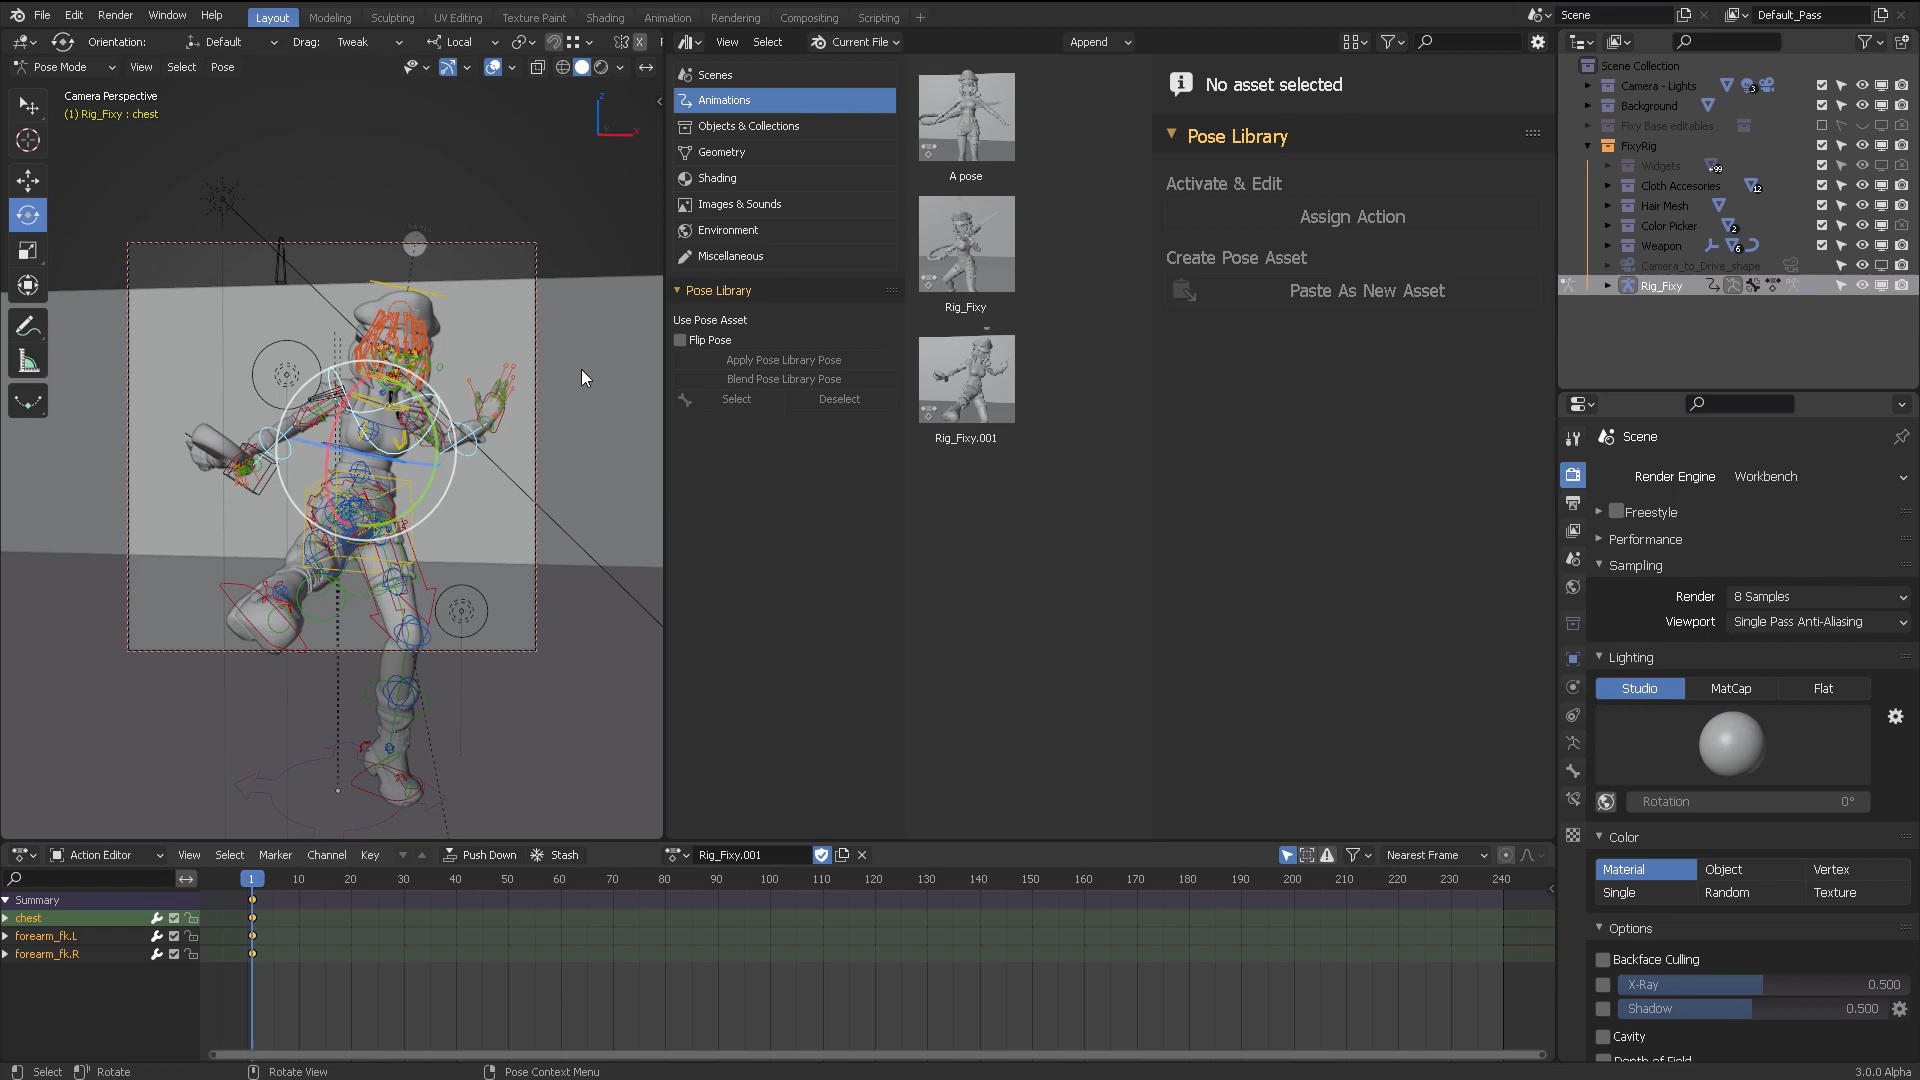 File Edit Render Window Help Layout Modeling Sculpting UV Editing Texture Paint Shading Animation Rendering Compositing Scripting + Scene Default_Pass
Orientation: Default Drag: Tweak Local View Select Current File Append
Pose Mode View Select Pose
Camera Perspective
(1) Rig_Fixy : chest
Z
X
Y
Scenes
Animations
Objects & Collections
Geometry
Shading
Images & Sounds
Environment
Miscellaneous
Pose Library
Use Pose Asset
Flip Pose
Apply Pose Library Pose
Blend Pose Library Pose
Select Deselect
A pose
Rig_Fixy
Rig_Fixy.001
No asset selected
Pose Library
Activate & Edit
Assign Action
Create Pose Asset
Paste As New Asset
Scene Collection
Camera - Lights 3
Background
Fixy Base editables
FixyRig
Widgets +99
Cloth Accesories 12
Hair Mesh
Color Picker 2
Weapon 6
Camera_to_Drive_shape
Rig_Fixy
Scene
Render Engine Workbench
Freestyle
Performance
Sampling
Render 8 Samples
Viewport Single Pass Anti-Aliasing
Lighting
Studio MatCap Flat
Rotation 0°
Color
Material Object Vertex
Single Random Texture
Options
Backface Culling
X-Ray 0.500
Shadow 0.500
Cavity
Depth of Field
Action Editor View Select Marker Channel Key Push Down Stash Rig_Fixy.001 Nearest Frame
1 10 20 30 40 50 60 70 80 90 100 110 120 130 140 150 160 170 180 190 200 210 220 230 240
Summary
chest
forearm_fk.L
forearm_fk.R
Select Rotate Rotate View Pose Context Menu 3.0.0 Alpha